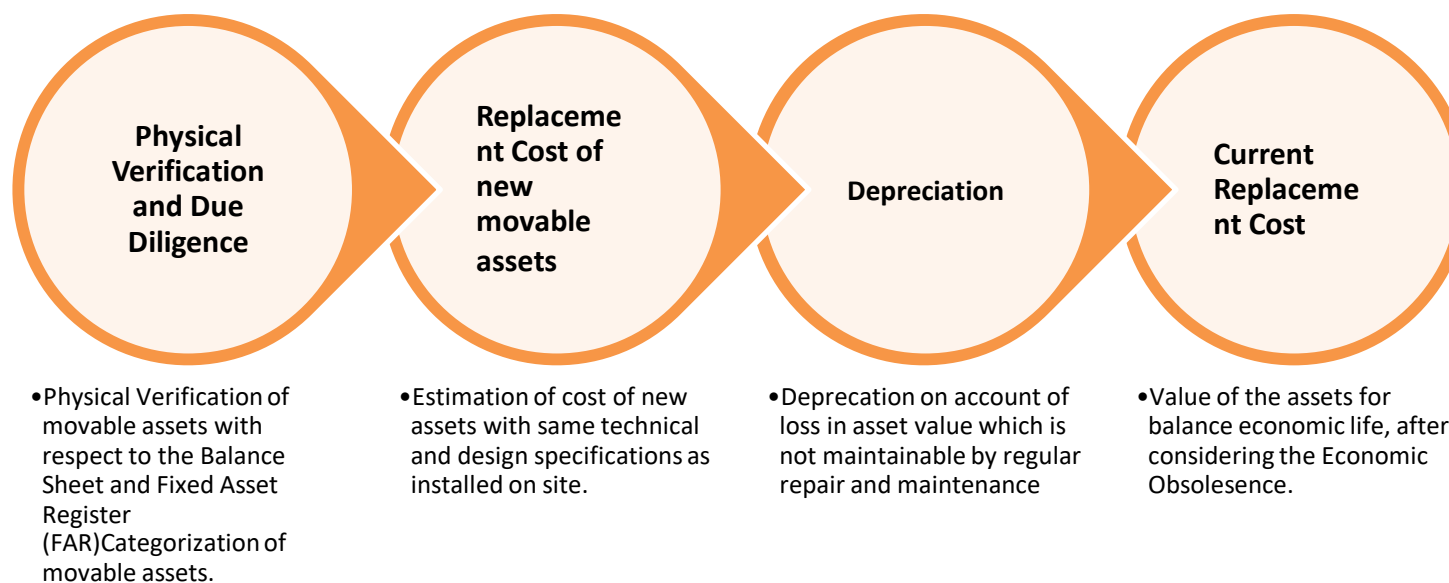 Physical
Verification
and Due
Diligence
Replaceme
nt Cost of
new
movable
assets
Depreciation
Current
Replaceme
nt Cost
•Physical Verification of
movable assets with
respect to the Balance
Sheet and Fixed Asset
Register
(FAR)Categorization of
movable assets.
•Estimation of cost of new
assets with same technical
and design specifications as
installed on site.
•Deprecation on account of
loss in asset value which is
not maintainable by regular
repair and maintenance
•Value of the assets for
balance economic life, after
considering the Economic
Obsolesence.